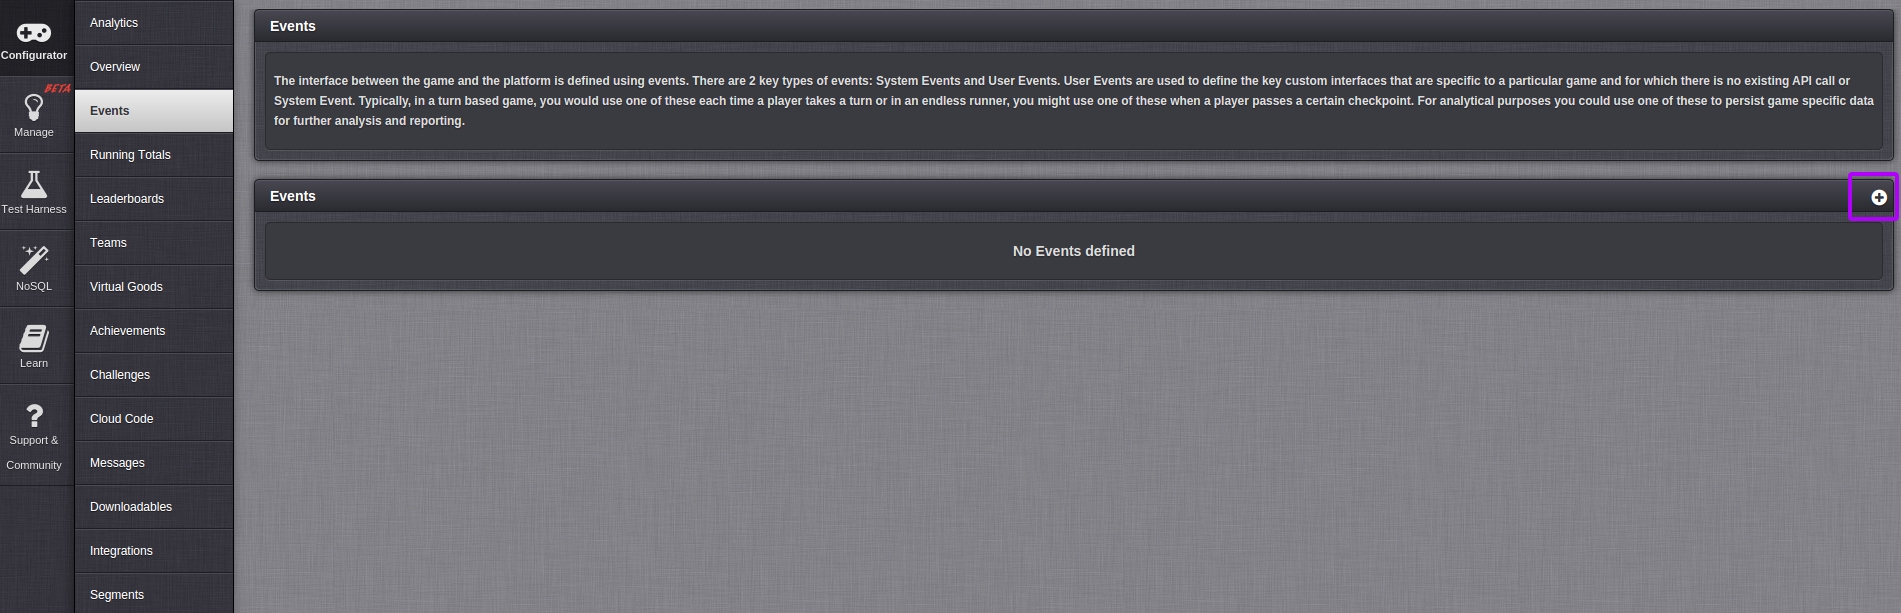 Configurator
BETA
Manage
Test Harness
NoSQL
Learn
Support &
Community
Analytics
Overview
Events
Running Totals
Leaderboards
Teams
Virtual Goods
Achievements
Challenges
Cloud Code
Messages
Downloadables
Integrations
Segments
Events
The interface between the game and the platform is defined using events. There are 2 key types of events: System Events and User Events. User Events are used to define the key custom interfaces that are specific to a particular game and for which there is no existing API call or
System Event. Typically, in a turn based game, you would use one of these each time a player takes a turn or in an endless runner, you might use one of these when a player passes a certain checkpoint. For analytical purposes you could use one of these to persist game specific data
for further analysis and reporting.
Events
No Events defined